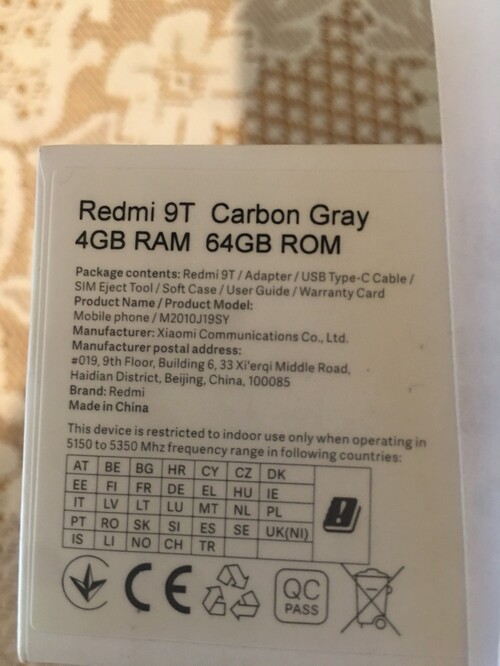 Redmi 9T Carbon Gray
4GB RAM 64GB ROM
Package contents: Redmi 9T / Adapter / USB Type-C Cable /
SIM Eject Tool / Soft Case / User Guide / Warranty Card
Product Name / Product Model:
Mobile phone / M2010J19SY
Manufacturer: Xiaomi Communications Co., Ltd.
Manufacturer postal address:
#019, 9th Floor, Building 6, 33 Xi'erqi Middle Road,
Haidian District, Beijing, China, 100085
Brand: Redmi
Made in China
This device is restricted to indoor use only when operating in
5150 to 5350 Mhz frequency range in following countries:
AT BE BG HR CY CZ DK
EE FI FR DE EL HU IE
IT LV LT LU MT NL PL
PT RO SK SI ES SE UK(NI)
IS LI NO CH TR
CE QC
PASS